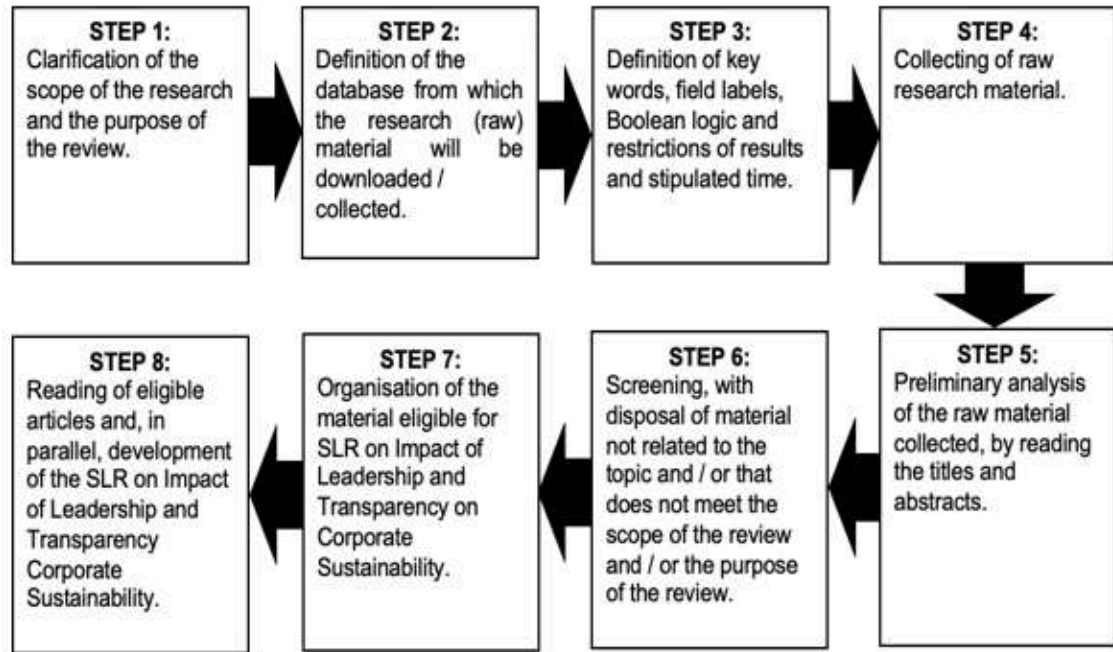 STEP 1:
Clarification of the
scope of the research
and the purpose of
the review.
STEP 2:
Definition of the
database from which
the research (raw)
material will be
downloaded /
collected.
STEP 3:
Definition of key
words, field labels,
Boolean logic and
restrictions of results
and stipulated time.
STEP 4:
Collecting of raw
research material.
STEP 5:
Preliminary analysis
of the raw material
collected, by reading
the titles and
abstracts.
STEP 6:
Screening, with
disposal of material
not related to the
topic and / or that
does not meet the
scope of the review
and / or the purpose
of the review.
STEP 7:
Organisation of the
material eligible for
SLR on Impact of
Leadership and
Transparency on
Corporate
Sustainability.
STEP 8:
Reading of eligible
articles and, in
parallel, development
of the SLR on Impact
of Leadership and
Transparency
Corporate
Sustainability.